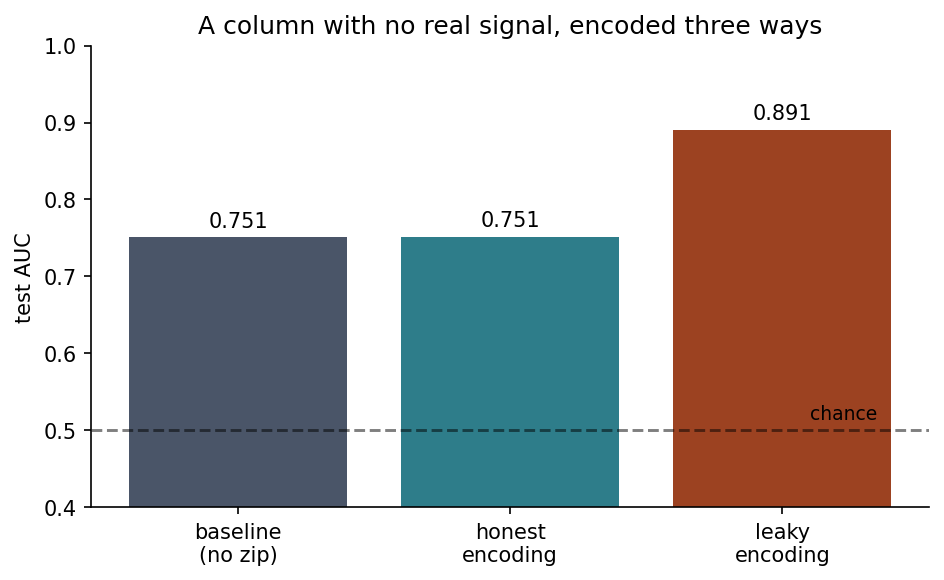 A column with no real signal, encoded three ways
test AUC
1.0
0.9
0.8
0.7
0.6
0.5
0.4
0.751
0.751
0.891
chance
baseline
(no zip)
honest
encoding
leaky
encoding